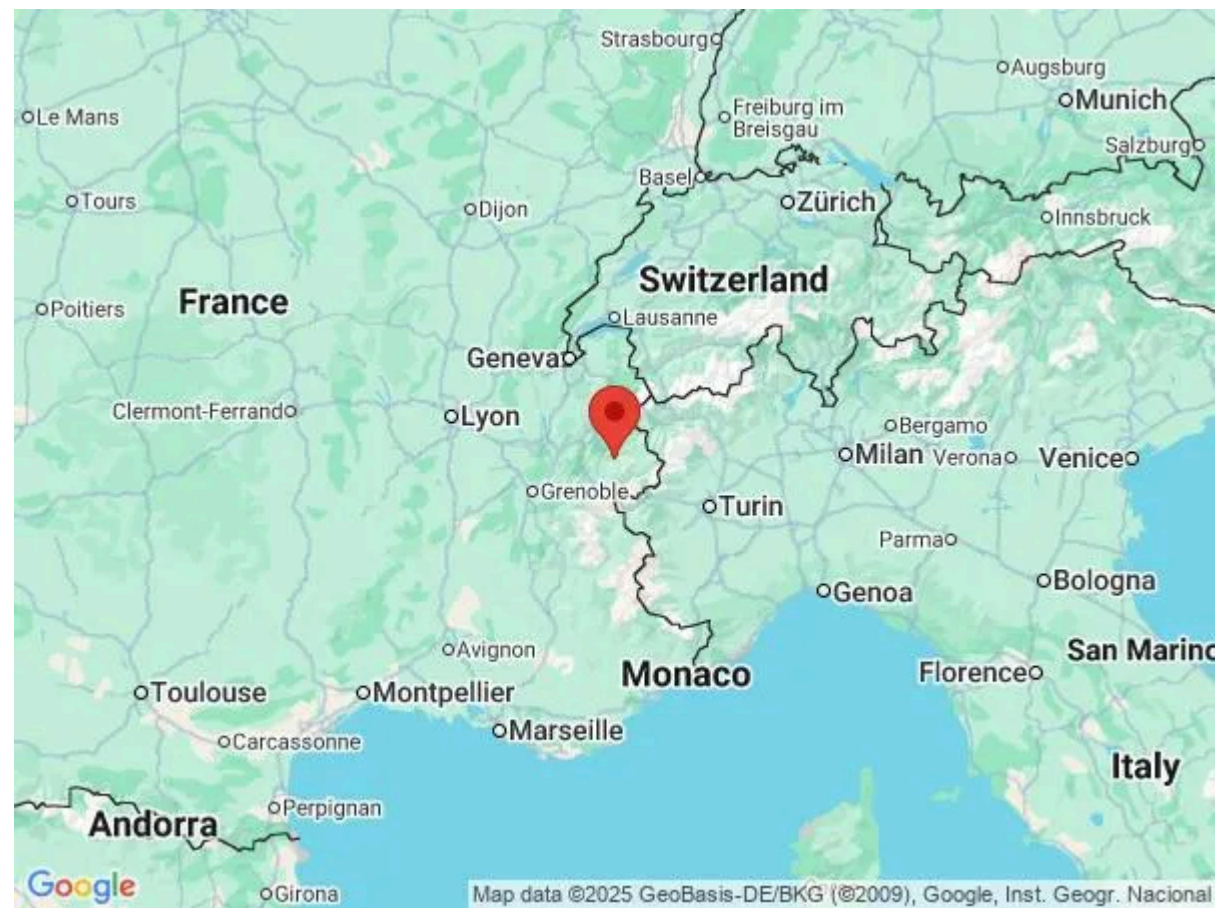 Strasbourg
Augsburg
Munich
Le Mans
Freiburg im
Breisgau
Salzburg
Basel
Tours
Dijon
Zürich
Innsbruck
Switzerland
France
Poitiers
Lausanne
Geneva
Clermont-Ferrand
Lyon
Bergamo
Milan
Verona
Venice
Grenoble
Turin
Parma
Genoa
Bologna
Avignon
San Marino
Monaco
Florence
Toulouse
Montpellier
Marseille
Carcassonne
Italy
Perpignan
Andorra
Google
Girona
Map data ©2025 GeoBasis-DE/BKG (©2009), Google, Inst. Geogr. Nacional